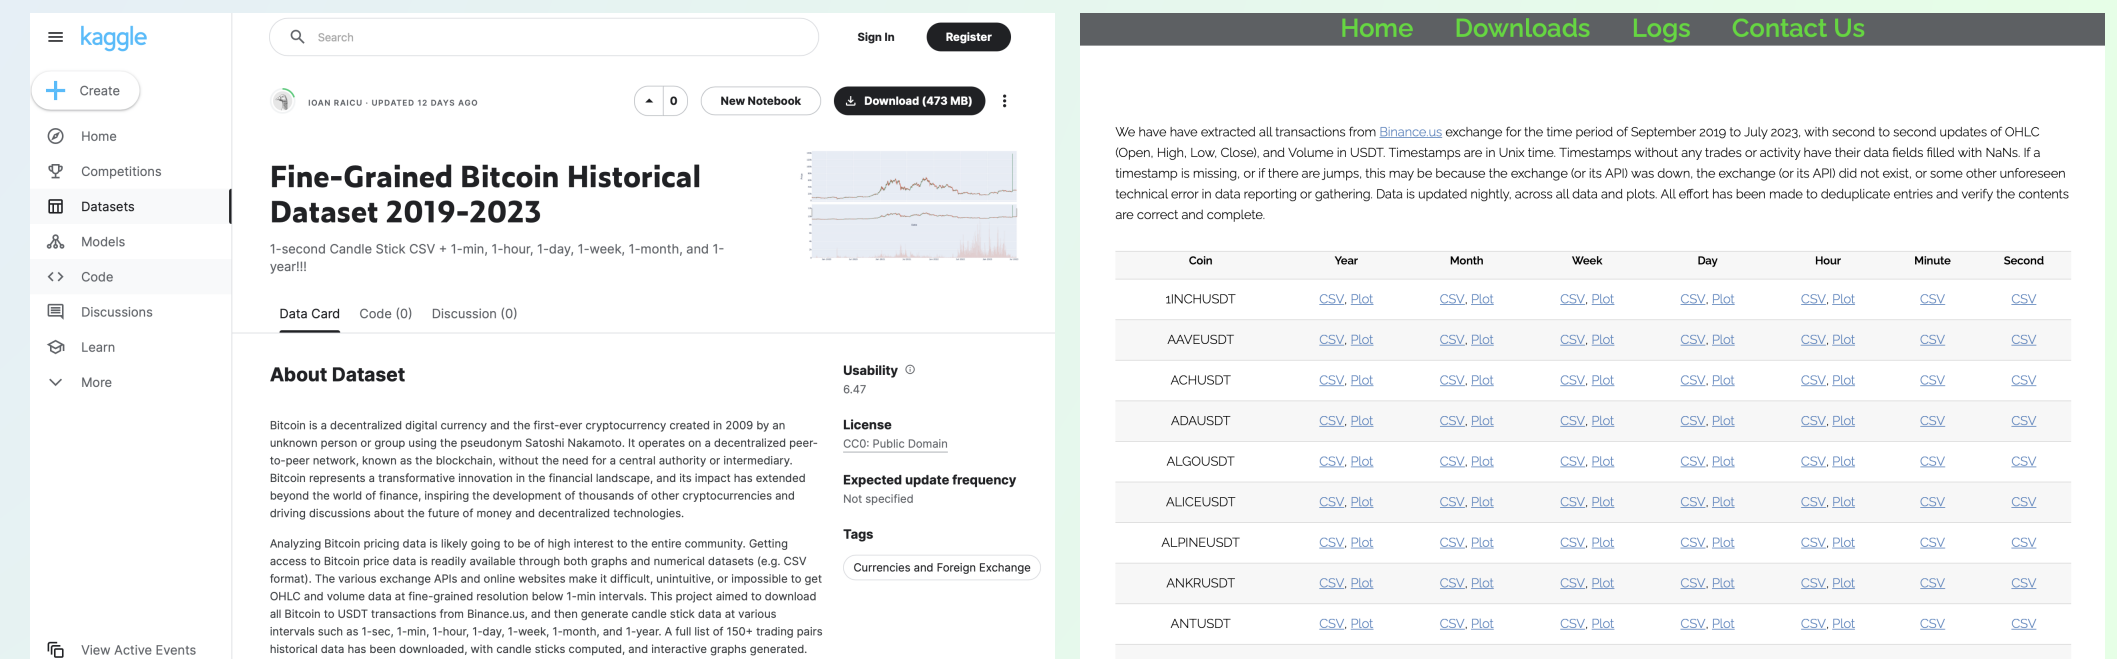 kaggle
Create
Home
Competitions
Datasets
Models
Code
Discussions
Learn
More
View Active Events
Search
Sign In
Register
IOAN RAICU · UPDATED 12 DAYS AGO
0
New Notebook
Download (473 MB)
Fine-Grained Bitcoin Historical
Dataset 2019-2023
1-second Candle Stick CSV + 1-min, 1-hour, 1-day, 1-week, 1-month, and 1-
year!!!
Data Card Code (0) Discussion (0)
About Dataset
Bitcoin is a decentralized digital currency and the first-ever cryptocurrency created in 2009 by an
unknown person or group using the pseudonym Satoshi Nakamoto. It operates on a decentralized peer-
to-peer network, known as the blockchain, without the need for a central authority or intermediary.
Bitcoin represents a transformative innovation in the financial landscape, and its impact has extended
beyond the world of finance, inspiring the development of thousands of other cryptocurrencies and
driving discussions about the future of money and decentralized technologies.
Analyzing Bitcoin pricing data is likely going to be of high interest to the entire community. Getting
access to Bitcoin price data is readily available through both graphs and numerical datasets (e.g. CSV
format). The various exchange APIs and online websites make it difficult, unintuitive, or impossible to get
OHLC and volume data at fine-grained resolution below 1-min intervals. This project aimed to download
all Bitcoin to USDT transactions from Binance.us, and then generate candle stick data at various
intervals such as 1-sec, 1-min, 1-hour, 1-day, 1-week, 1-month, and 1-year. A full list of 150+ trading pairs
historical data has been downloaded, with candle sticks computed, and interactive graphs generated.
Usability
6.47
License
CC0: Public Domain
Expected update frequency
Not specified
Tags
Currencies and Foreign Exchange
Home Downloads Logs Contact Us
We have have extracted all transactions from Binance.us exchange for the time period of September 2019 to July 2023, with second to second updates of OHLC
(Open, High, Low, Close), and Volume in USDT. Timestamps are in Unix time. Timestamps without any trades or activity have their data fields filled with NaNs. If a
timestamp is missing, or if there are jumps, this may be because the exchange (or its API) was down, the exchange (or its API) did not exist, or some other unforeseen
technical error in data reporting or gathering. Data is updated nightly, across all data and plots. All effort has been made to deduplicate entries and verify the contents
are correct and complete.
Coin Year Month Week Day Hour Minute Second
1INCHUSDT CSV, Plot CSV, Plot CSV, Plot CSV, Plot CSV, Plot CSV CSV
AAVEUSDT CSV, Plot CSV, Plot CSV, Plot CSV, Plot CSV, Plot CSV CSV
ACHUSDT CSV, Plot CSV, Plot CSV, Plot CSV, Plot CSV, Plot CSV CSV
ADAUSDT CSV, Plot CSV, Plot CSV, Plot CSV, Plot CSV, Plot CSV CSV
ALGOUSDT CSV, Plot CSV, Plot CSV, Plot CSV, Plot CSV, Plot CSV CSV
ALICEUSDT CSV, Plot CSV, Plot CSV, Plot CSV, Plot CSV, Plot CSV CSV
ALPINEUSDT CSV, Plot CSV, Plot CSV, Plot CSV, Plot CSV, Plot CSV CSV
ANKRUSDT CSV, Plot CSV, Plot CSV, Plot CSV, Plot CSV, Plot CSV CSV
ANTUSDT CSV, Plot CSV, Plot CSV, Plot CSV, Plot CSV, Plot CSV CSV